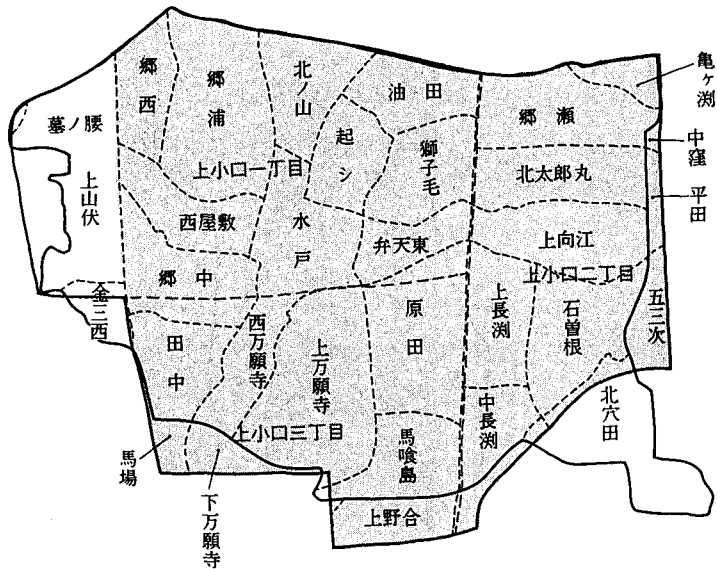 亀ヶ渕
郷西
郷浦
北ノ山
油田
郷瀬
墓ノ腰
起シ
獅子毛
中窪
上小口一丁目
北太郎丸
上山伏
平田
西屋敷
水戸
弁天東
上向江
郷中
上小口二丁目
金三西
上長渕
石曽根
五三次
田中
西万願寺
上万願寺
原田
北穴田
中長渕
上小口三丁目
馬喰島
馬場
下万願寺
上野合